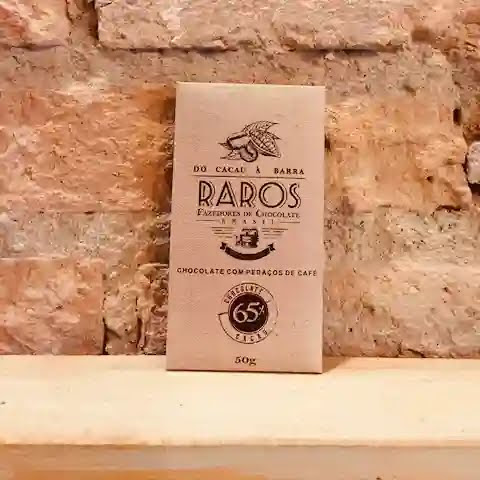 DO CACAU À BARRA
RAROS
FAZEDORES DE CHOCOLATE
BRASIL
CHOCOLATE COM PEDAÇOS DE CAFÉ
CHOCOLATE
65%
CACAU
50g